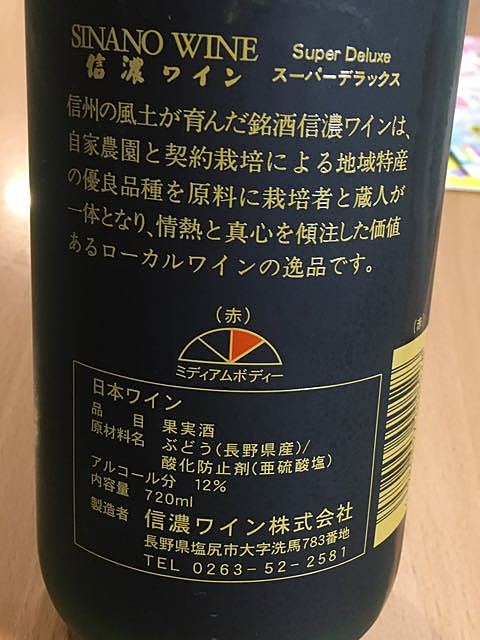 SINANO WINE Super Deluxe
信濃ワイン スーパーデラックス
信州の風土が育んだ銘酒信濃ワインは、
自家農園と契約栽培による地域特産
の優良品種を原料に栽培者と蔵人が
一体となり、情熱と真心を傾注した価値
あるローカルワインの逸品です。
（赤）
ミディアムボディー
日本ワイン
品目 果実酒
原材料名 ぶどう（長野県産）/
酸化防止剤（亜硫酸塩）
アルコール分 12%
内容量 720ml
製造者 信濃ワイン株式会社
長野県塩尻市大字洗馬783番地
TEL 0263-52-2581
（赤）